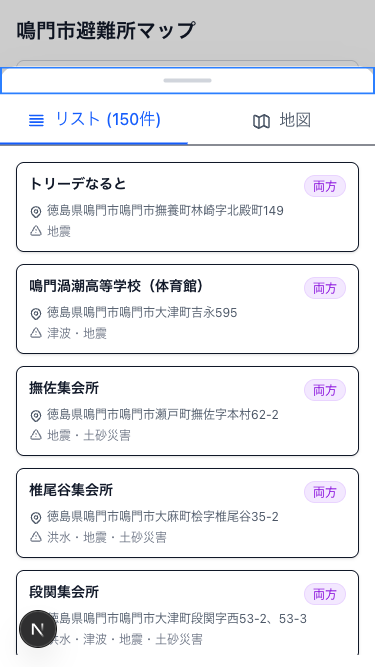 鳴門市避難所マップ
リスト (150件)
地図
トリーデなると
両方
徳島県鳴門市鳴門市撫養町林崎字北殿町149
地震
鳴門渦潮高等学校（体育館）
両方
徳島県鳴門市鳴門市大津町吉永595
津波・地震
撫佐集会所
両方
徳島県鳴門市鳴門市瀬戸町撫佐字本村62-2
地震・土砂災害
椎尾谷集会所
両方
徳島県鳴門市鳴門市大麻町桧字椎尾谷35-2
洪水・地震・土砂災害
段関集会所
両方
徳島県鳴門市鳴門市大津町段関字西53-2、53-3
洪水・津波・地震・土砂災害
N